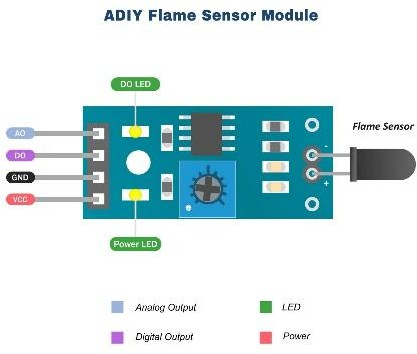 ADIY Flame Sensor Module
DO LED
AO
DO
GND
VCC
Flame Sensor
-
+
Power LED
Analog Output
LED
Digital Output
Power